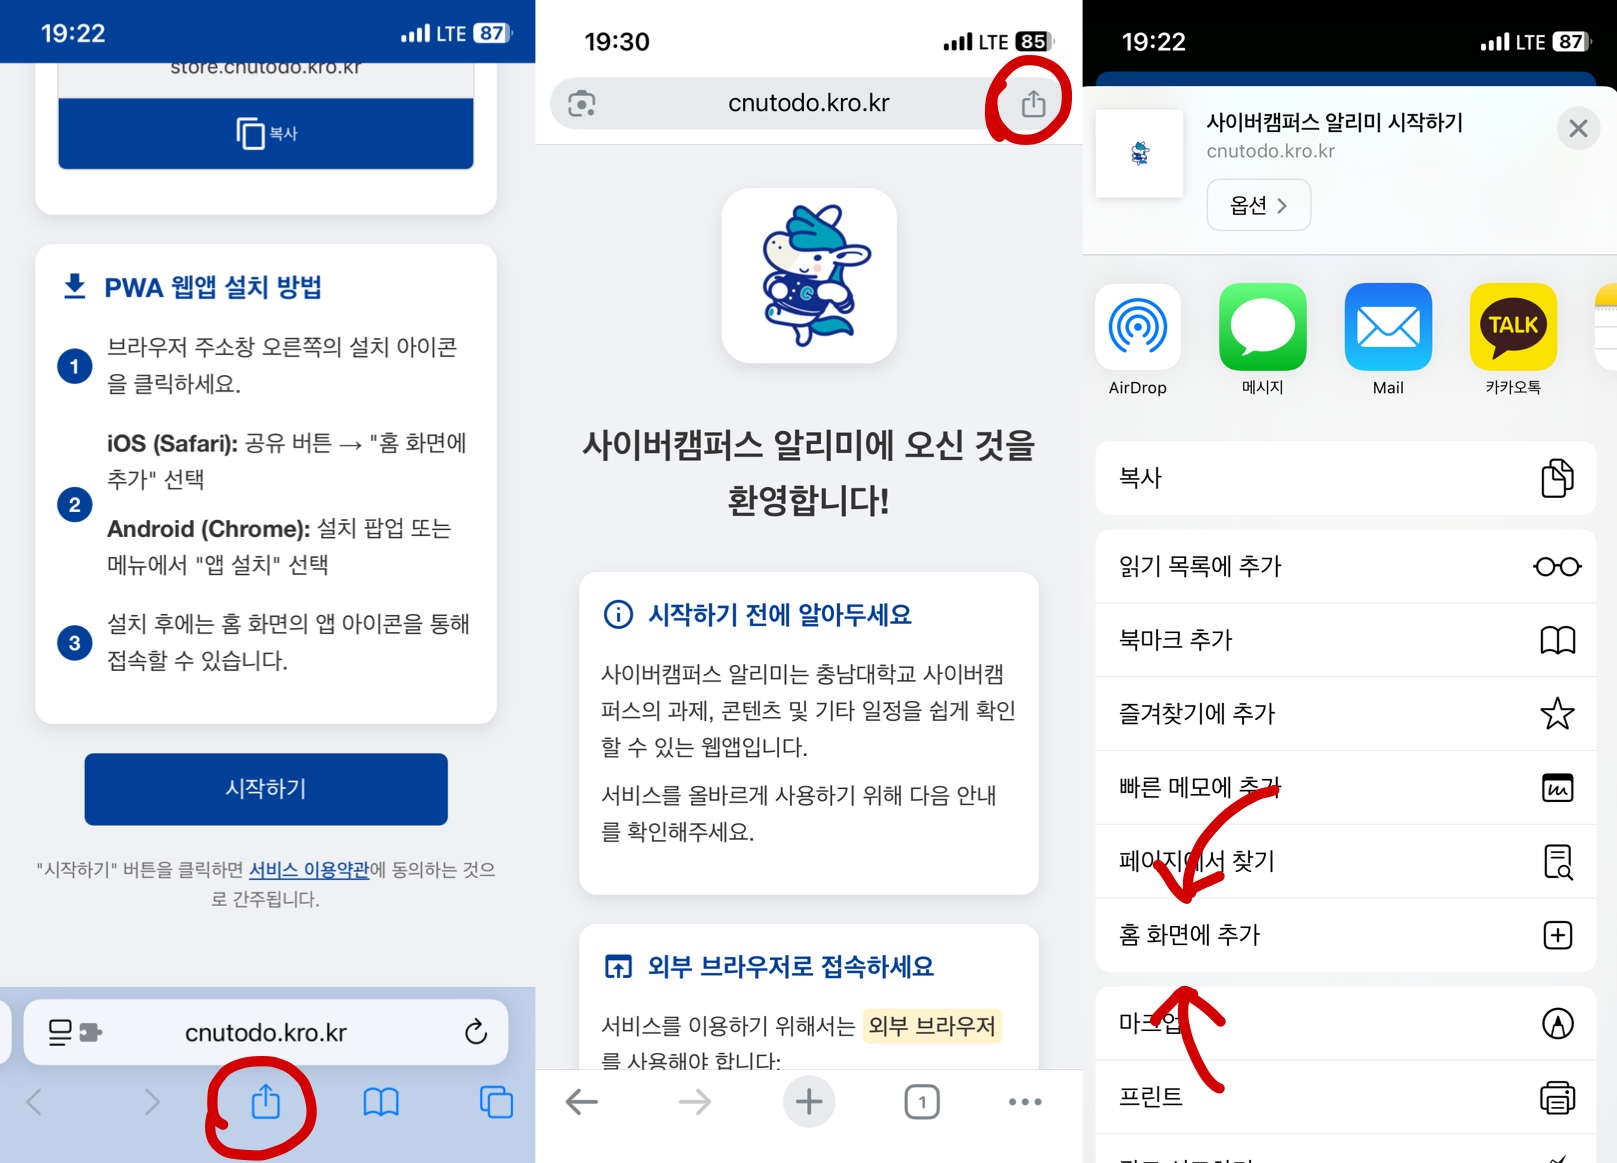 19:22
LTE 87
store.cnutodo.kro.kr
복사
PWA 웹앱 설치 방법
1
브라우저 주소창 오른쪽의 설치 아이콘
을 클릭하세요.
2
iOS (Safari): 공유 버튼 → "홈 화면에
추가" 선택
Android (Chrome): 설치 팝업 또는
메뉴에서 "앱 설치" 선택
3
설치 후에는 홈 화면의 앱 아이콘을 통해
접속할 수 있습니다.
시작하기
"시작하기" 버튼을 클릭하면 서비스 이용약관에 동의하는 것으
로 간주됩니다.
cnutodo.kro.kr
19:30
LTE 85
cnutodo.kro.kr
C
사이버캠퍼스 알리미에 오신 것을
환영합니다!
시작하기 전에 알아두세요
사이버캠퍼스 알리미는 충남대학교 사이버캠
퍼스의 과제, 콘텐츠 및 기타 일정을 쉽게 확인
할 수 있는 웹앱입니다.
서비스를 올바르게 사용하기 위해 다음 안내
를 확인해주세요.
외부 브라우저로 접속하세요
서비스를 이용하기 위해서는 외부 브라우저
를 사용해야 합니다:
1
19:22
LTE 87
사이버캠퍼스 알리미 시작하기
cnutodo.kro.kr
옵션
TALK
AirDrop
메시지
Mail
카카오톡
복사
읽기 목록에 추가
북마크 추가
즐겨찾기에 추가
빠른 메모에 추가
페이지에서 찾기
홈 화면에 추가
마크업
프린트